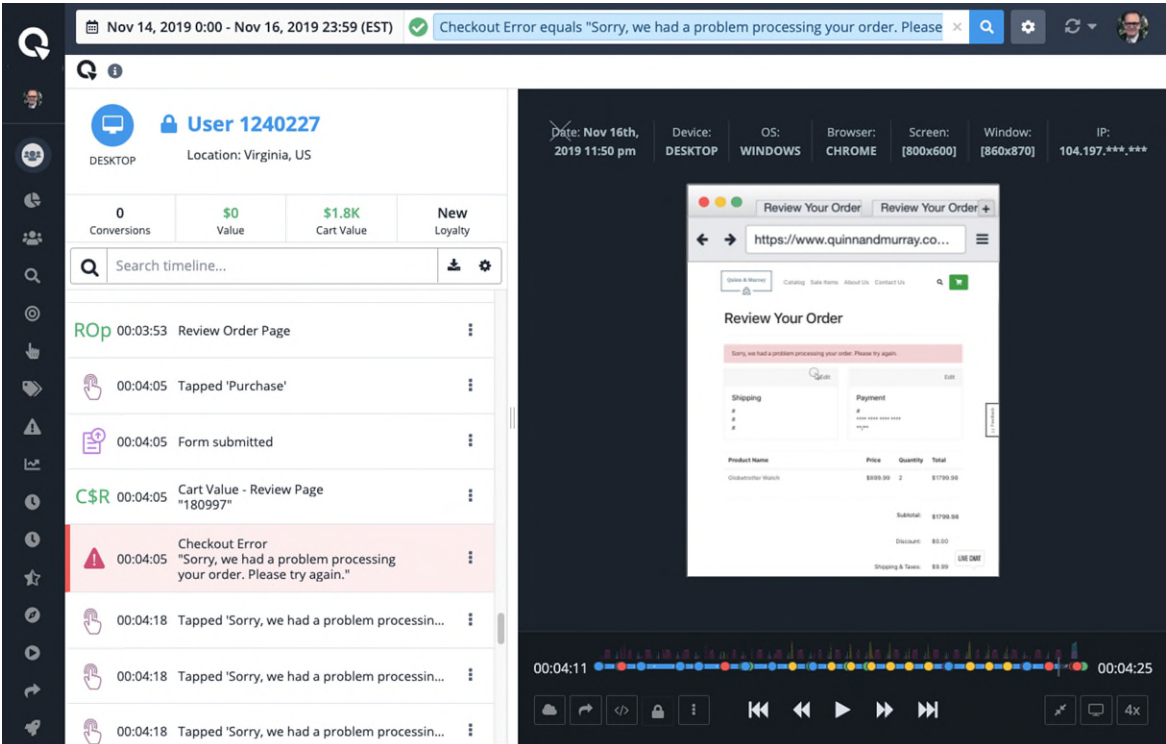 Nov 14, 2019 0:00 - Nov 16, 2019 23:59 (EST)
Checkout Error equals "Sorry, we had a problem processing your order. Please
DESKTOP
User 1240227
Location: Virginia, US
0
Conversions
$0
Value
$1.8K
Cart Value
New
Loyalty
Search timeline...
ROp 00:03:53 Review Order Page
00:04:05 Tapped 'Purchase'
00:04:05 Form submitted
C$R 00:04:05 Cart Value - Review Page
"180997"
00:04:05 Checkout Error
"Sorry, we had a problem processing
your order. Please try again."
00:04:18 Tapped 'Sorry, we had a problem processin...
00:04:18 Tapped 'Sorry, we had a problem processin...
00:04:18 Tapped 'Sorry, we had a problem processin...
Date: Nov 16th,
2019 11:50 pm
Device:
DESKTOP
OS:
WINDOWS
Browser:
CHROME
Screen:
[800x600]
Window:
[860x870]
IP:
104.197.***.***
Review Your Order
Review Your Order
+
https://www.quinnandmurray.co...
Quinn & Murray
Catalog Sale Items About Us Contact Us
Review Your Order
Sorry, we had a problem processing your order. Please try again.
Edit
Edit
Shipping
#
#
#
Payment
#
**** **** **** ****
**/**
Product Name Price Quantity Total
Globetrotter Watch $899.99 2 $1799.98
Subtotal: $1799.98
Discount: $0.00
Shipping & Taxes: $9.99
LIVE CHAT
Feedback
00:04:11
00:04:25
</> 
4x